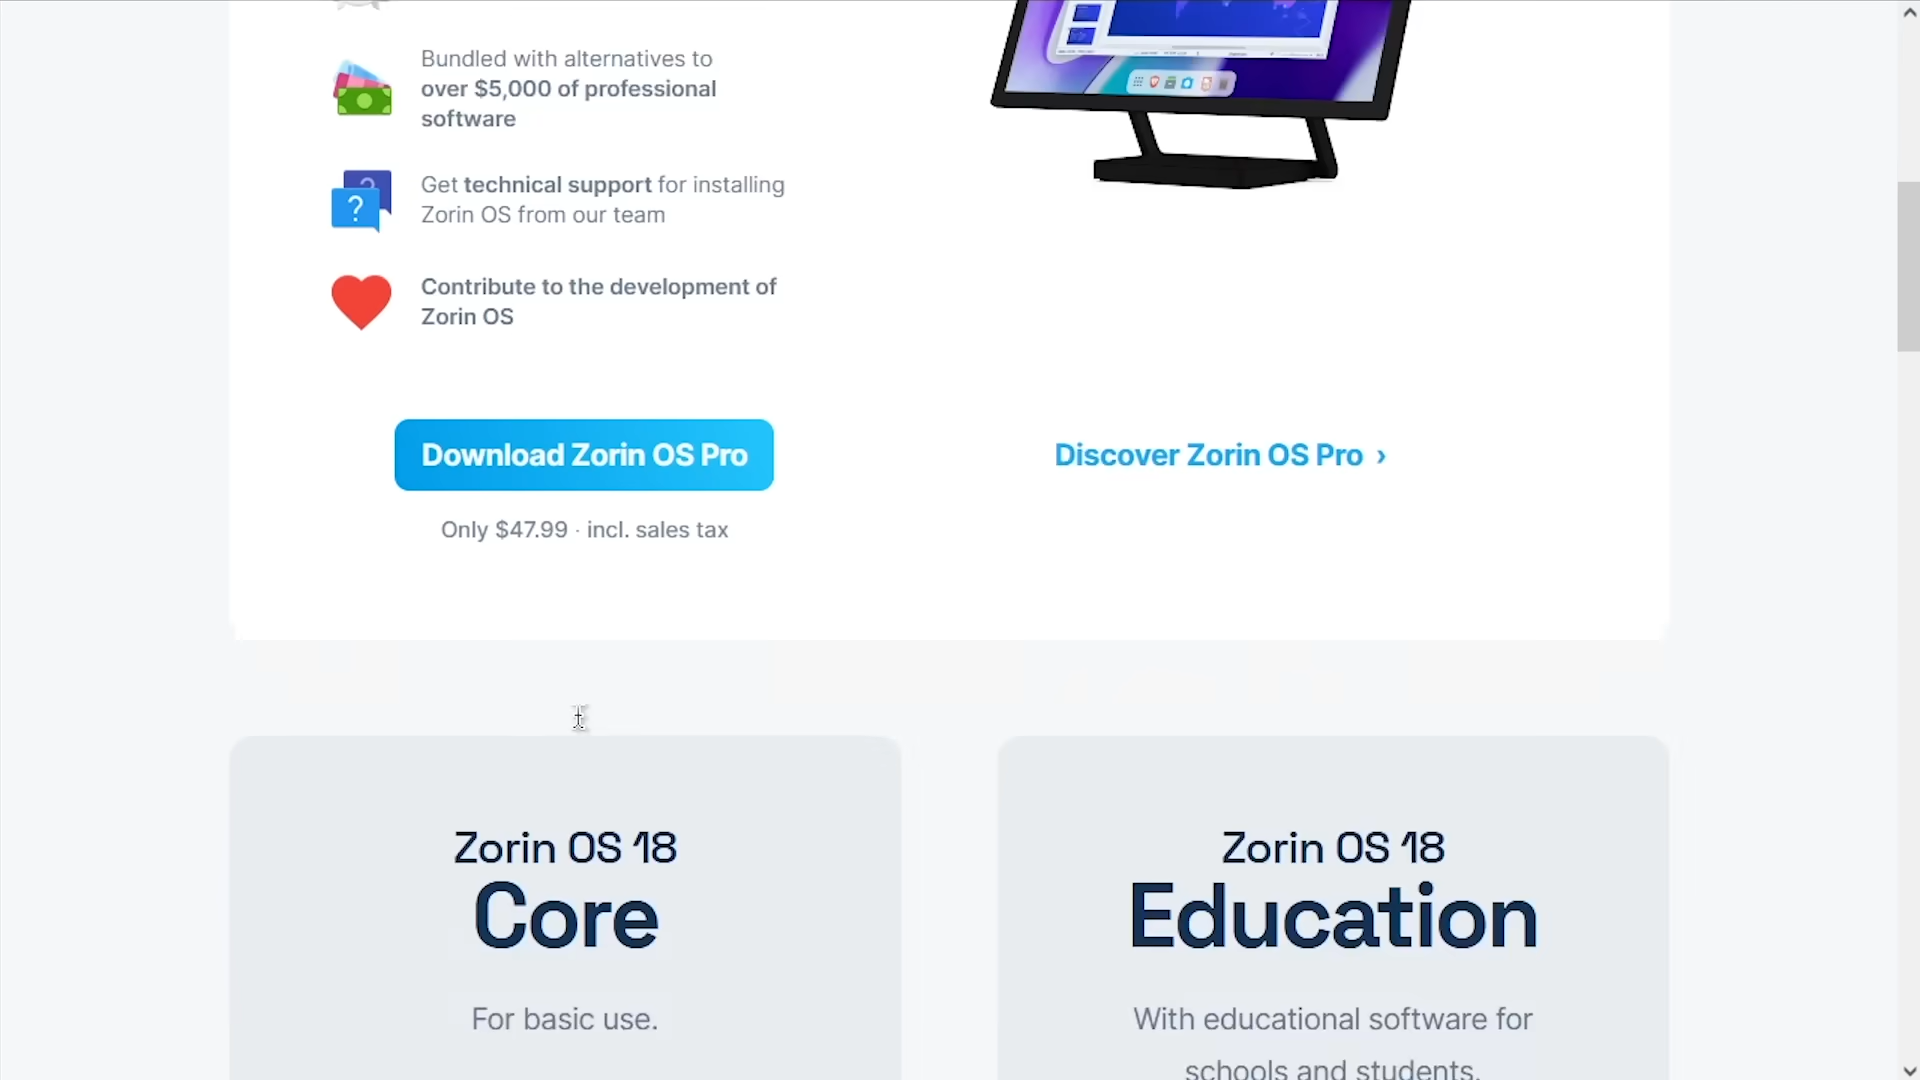 Bundled with alternatives to
over $5,000 of professional
software
Get technical support for installing
Zorin OS from our team
Contribute to the development of
Zorin OS
Download Zorin OS Pro
Discover Zorin OS Pro ›
Only $47.99 · incl. sales tax
Zorin OS 18
Core
For basic use.
Zorin OS 18
Education
With educational software for
schools and students.